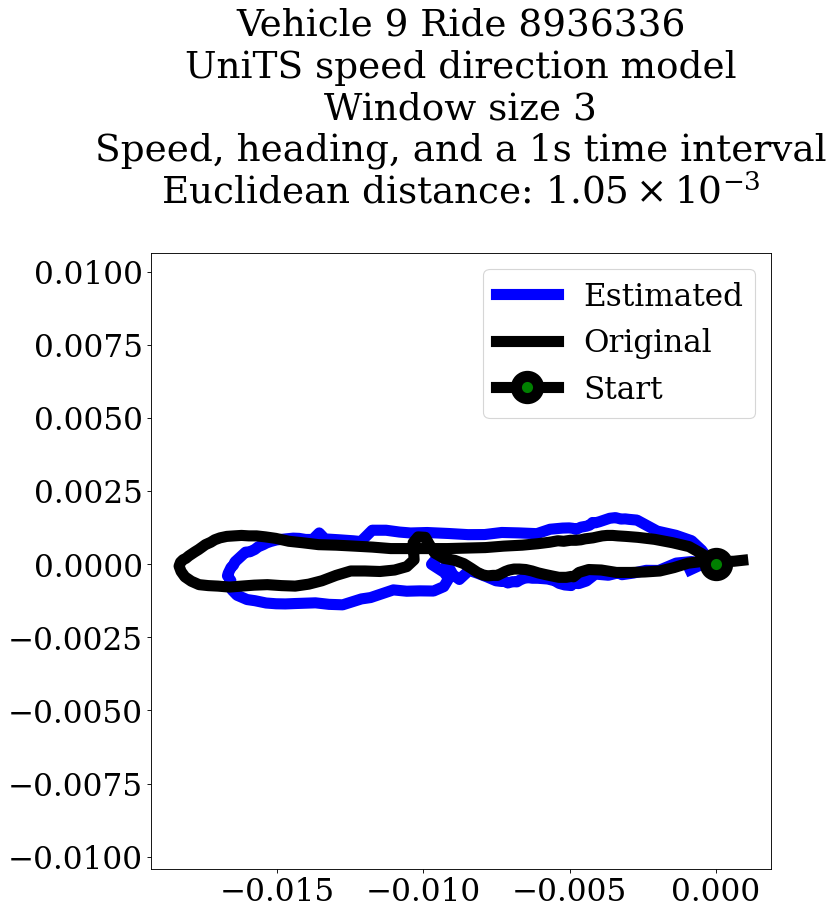 Vehicle 9 Ride 8936336
UniTS speed direction model
Window size 3
Speed, heading, and a 1s time interval
Euclidean distance: 1.05 × 10⁻³
Estimated
Original
Start
0.0100
0.0075
0.0050
0.0025
0.0000
−0.0025
−0.0050
−0.0075
−0.0100
−0.015 −0.010 −0.005 0.000